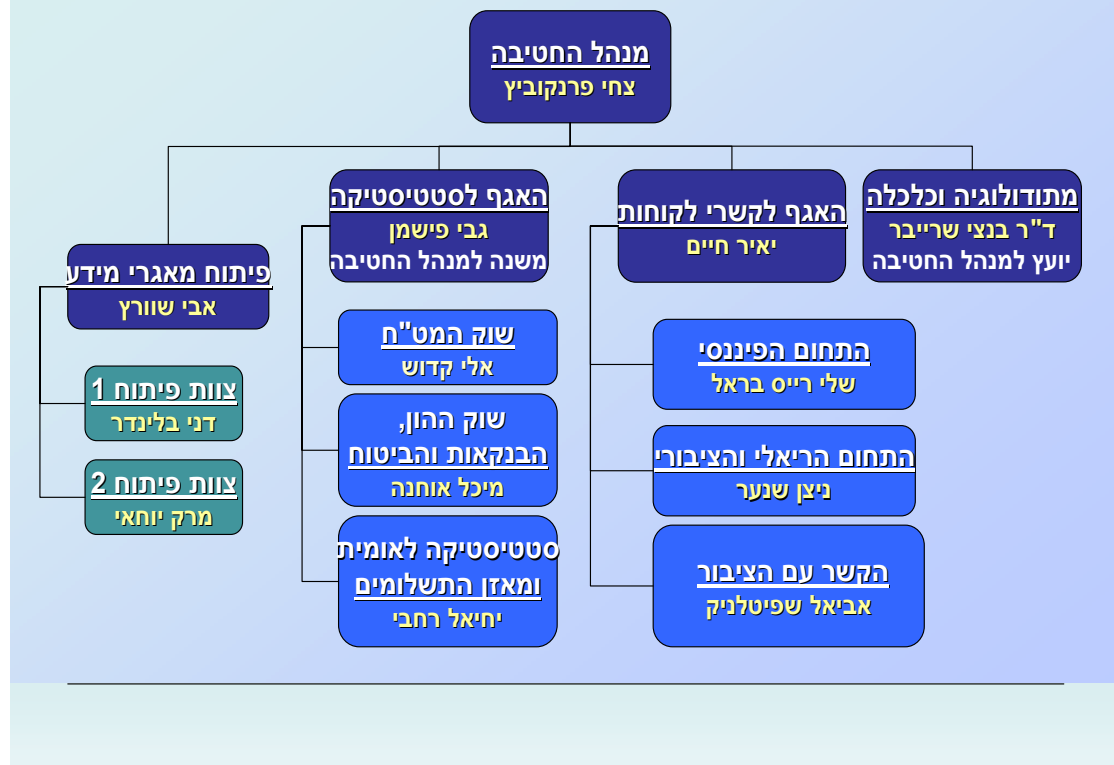 מנהל החטיבה
צחי פרנקוביץ
מתודולוגיה וכלכלה
ד"ר בנצי שרייבר
יועץ למנהל החטיבה
האגף לקשרי לקוחות
יאיר חיים
התחום הפיננסי
שלי רייס בראל
התחום הריאלי והציבורי
ניצן שנער
הקשר עם הציבור
אביאל שפיטלניק
האגף לסטטיסטיקה
גבי פישמן
משנה למנהל החטיבה
שוק המט"ח
אלי קדוש
שוק ההון,
הבנקאות והביטוח
מיכל אוחנה
סטטיסטיקה לאומית
ומאזן התשלומים
יחיאל רחבי
פיתוח מאגרי מידע
אבי שוורץ
צוות פיתוח 1
דני בלינדר
צוות פיתוח 2
מרק יוחאי